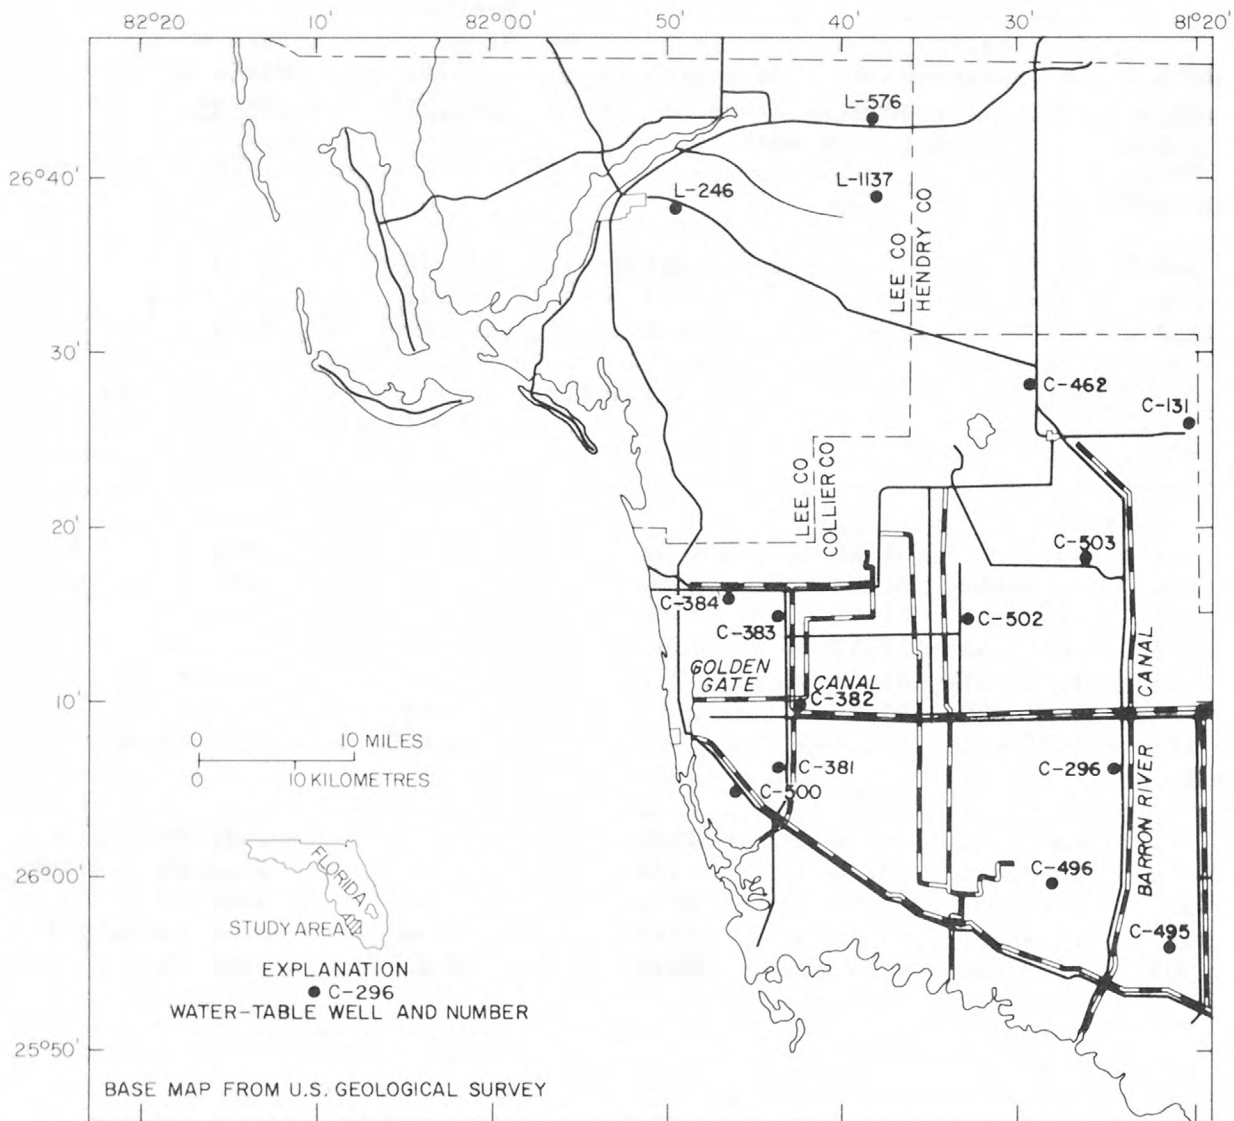 82°20' 10' 82°00' 50' 40' 30' 81°20'
L-576
26°40'
L-246
L-1137
LEE CO
HENDRY CO
30'
C-462
C-131
LEE CO
COLLIER CO
20'
C-503
C-384
C-383
C-502
GOLDEN
GATE
CANAL
10'
C-382
0 10 MILES
0 10 KILOMETRES
C-381
C-500
C-296
BARRON RIVER CANAL
FLORIDA
STUDY AREA
26°00'
C-496
C-495
EXPLANATION
C-296
WATER-TABLE WELL AND NUMBER
25°50'
BASE MAP FROM U.S. GEOLOGICAL SURVEY